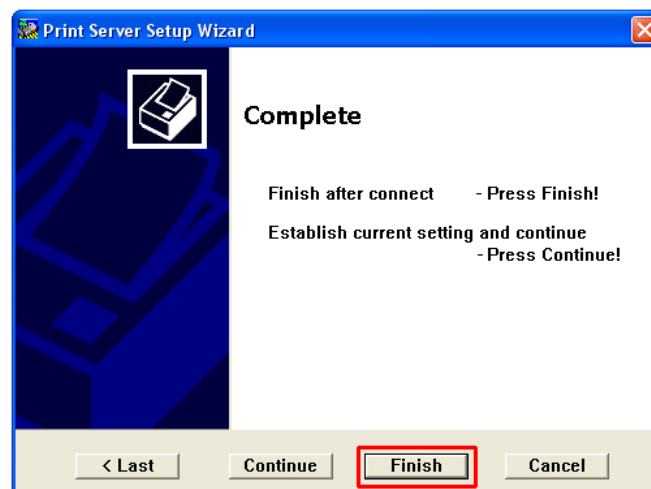 Print Server Setup Wizard
Complete
Finish after connect - Press Finish!
Establish current setting and continue
- Press Continue!
< Last Continue Finish Cancel